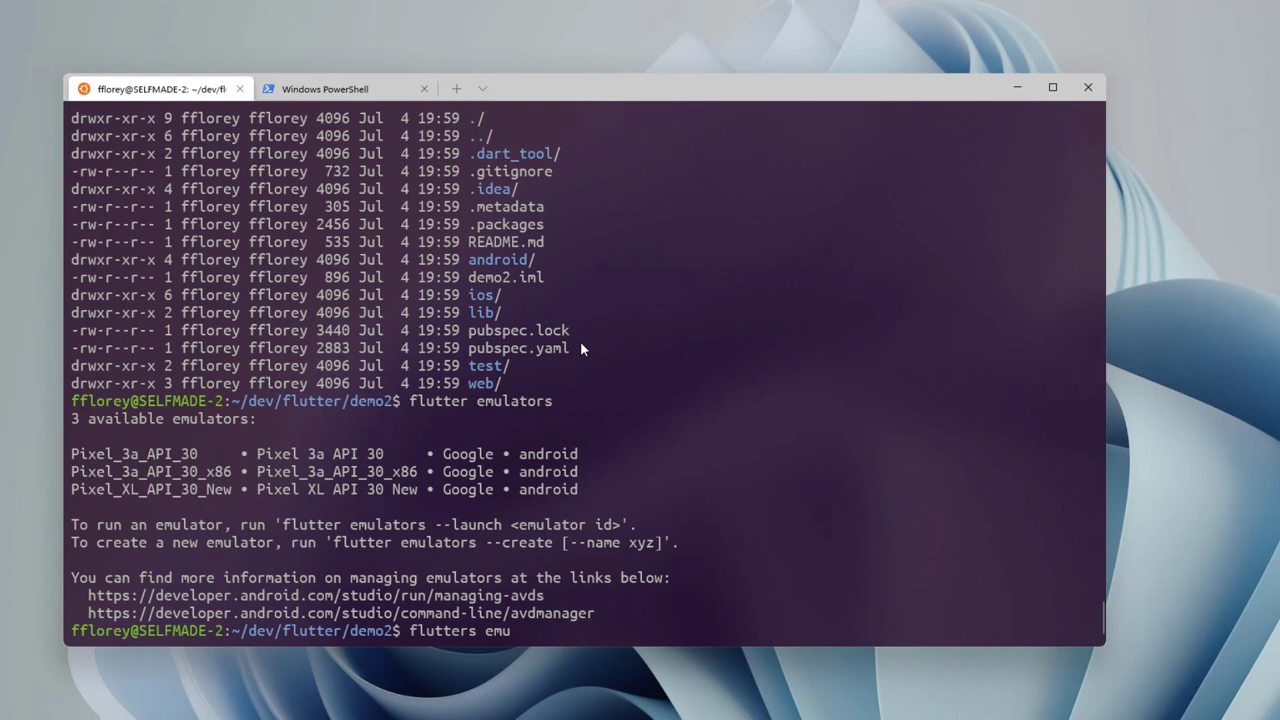 fflorey@SELFMADE-2: ~/dev/fl
Windows PowerShell
drwxr-xr-x 9 fflorey fflorey 4096 Jul  4 19:59 ./
drwxr-xr-x 6 fflorey fflorey 4096 Jul  4 19:59 ../
drwxr-xr-x 2 fflorey fflorey 4096 Jul  4 19:59 .dart_tool/
-rw-r--r-- 1 fflorey fflorey  732 Jul  4 19:59 .gitignore
drwxr-xr-x 4 fflorey fflorey 4096 Jul  4 19:59 .idea/
-rw-r--r-- 1 fflorey fflorey  305 Jul  4 19:59 .metadata
-rw-r--r-- 1 fflorey fflorey 2456 Jul  4 19:59 .packages
-rw-r--r-- 1 fflorey fflorey  535 Jul  4 19:59 README.md
drwxr-xr-x 4 fflorey fflorey 4096 Jul  4 19:59 android/
-rw-r--r-- 1 fflorey fflorey  896 Jul  4 19:59 demo2.iml
drwxr-xr-x 6 fflorey fflorey 4096 Jul  4 19:59 ios/
drwxr-xr-x 2 fflorey fflorey 4096 Jul  4 19:59 lib/
-rw-r--r-- 1 fflorey fflorey 3440 Jul  4 19:59 pubspec.lock
-rw-r--r-- 1 fflorey fflorey 2883 Jul  4 19:59 pubspec.yaml
drwxr-xr-x 2 fflorey fflorey 4096 Jul  4 19:59 test/
drwxr-xr-x 3 fflorey fflorey 4096 Jul  4 19:59 web/
fflorey@SELFMADE-2:~/dev/flutter/demo2$ flutter emulators
3 available emulators:
Pixel_3a_API_30     • Pixel 3a API 30     • Google • android
Pixel_3a_API_30_x86 • Pixel_3a_API_30_x86 • Google • android
Pixel_XL_API_30_New • Pixel XL API 30 New • Google • android
To run an emulator, run 'flutter emulators --launch <emulator id>'.
To create a new emulator, run 'flutter emulators --create [--name xyz]'.
You can find more information on managing emulators at the links below:
  https://developer.android.com/studio/run/managing-avds
  https://developer.android.com/studio/command-line/avdmanager
fflorey@SELFMADE-2:~/dev/flutter/demo2$ flutters emu